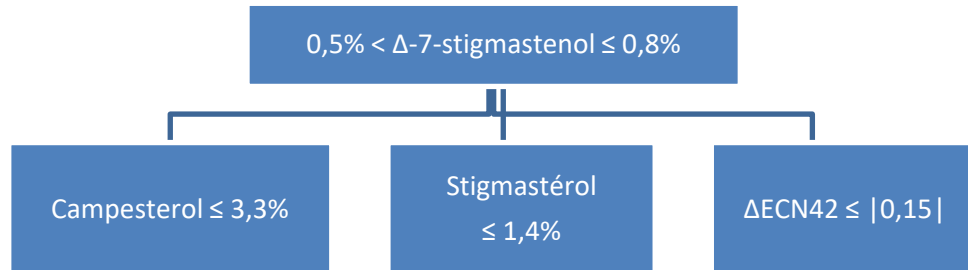 0,5% < Δ-7-stigmastenol ≤ 0,8%
Campesterol ≤ 3,3%
Stigmastérol
≤ 1,4%
ΔECN42 ≤ |0,15|